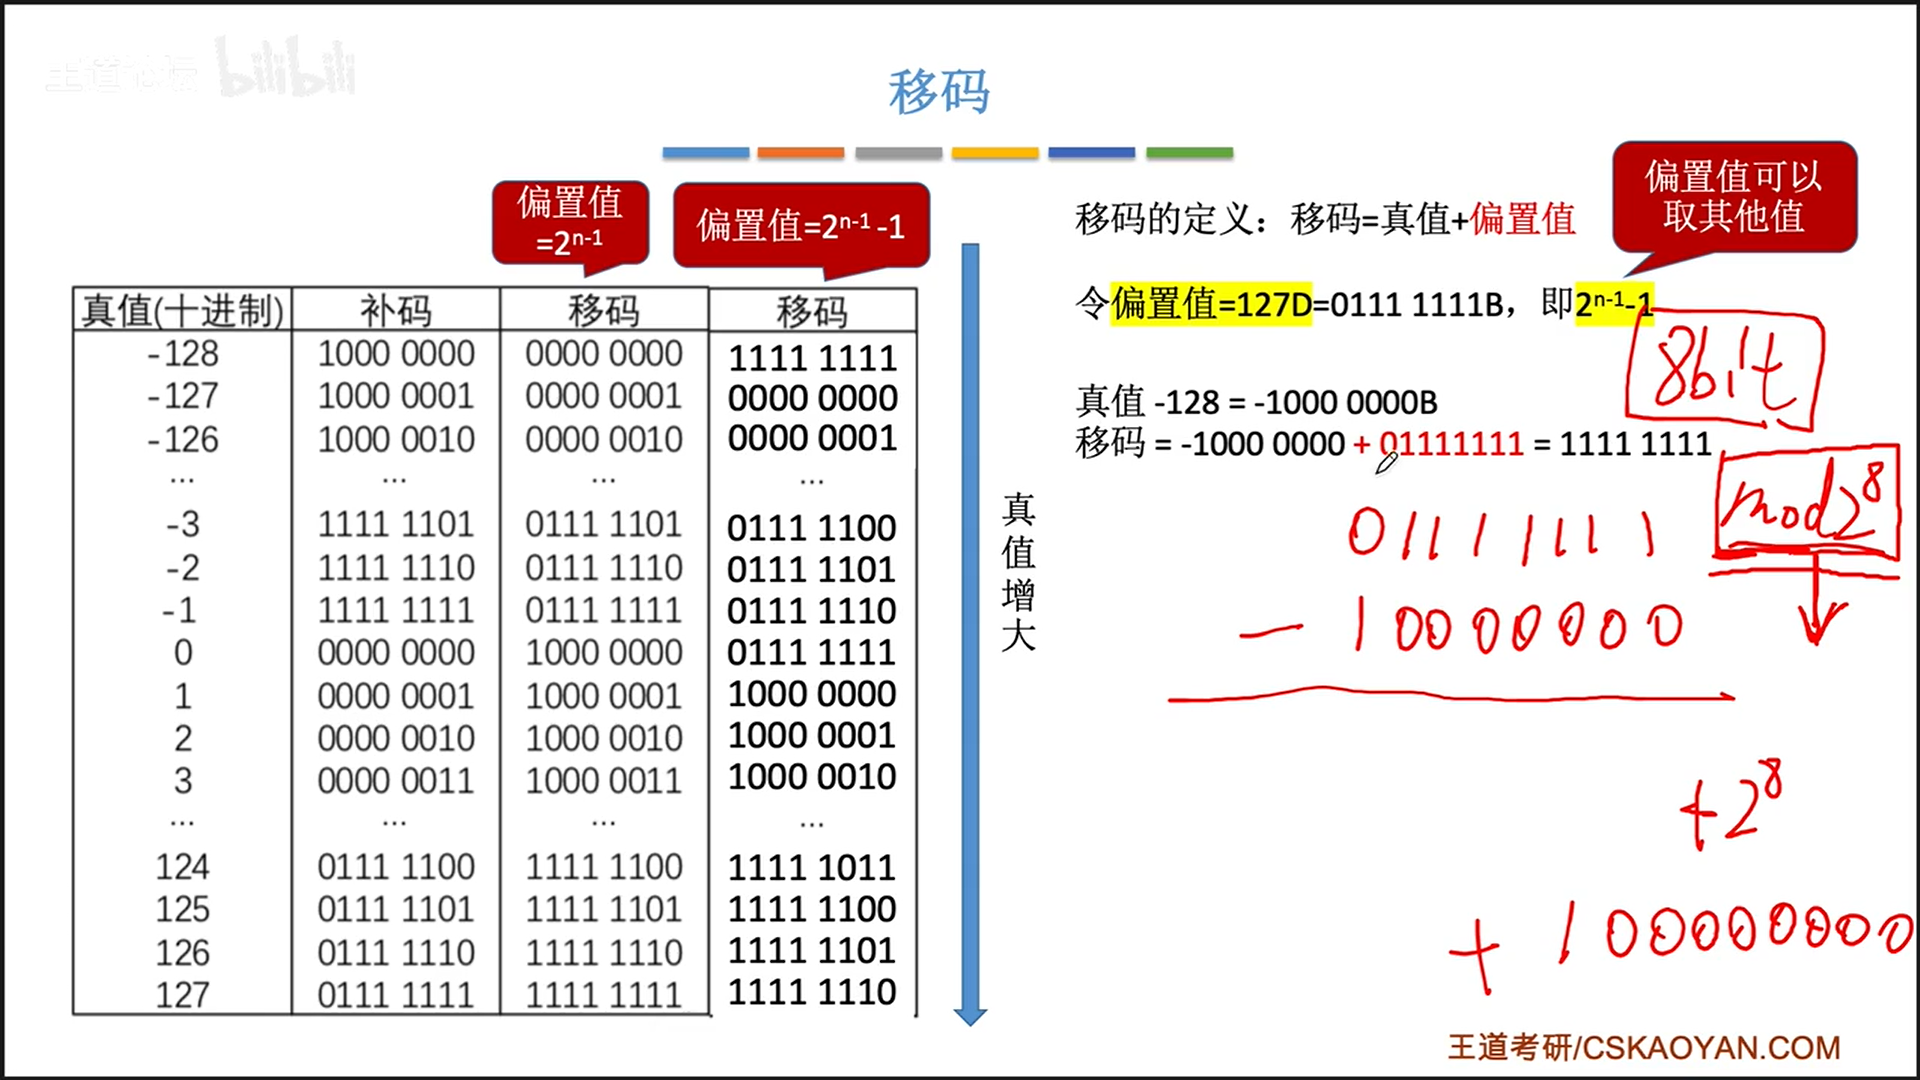 王道论坛 bilibili
移码
偏置值
=2ⁿ⁻¹
偏置值=2ⁿ⁻¹ -1
真值(十进制) 补码 移码 移码
-128 1000 0000 0000 0000 1111 1111
-127 1000 0001 0000 0001 0000 0000
-126 1000 0010 0000 0010 0000 0001
... ... ... ...
-3 1111 1101 0111 1101 0111 1100
-2 1111 1110 0111 1110 0111 1101
-1 1111 1111 0111 1111 0111 1110
0 0000 0000 1000 0000 0111 1111
1 0000 0001 1000 0001 1000 0000
2 0000 0010 1000 0010 1000 0001
3 0000 0011 1000 0011 1000 0010
... ... ... ...
124 0111 1100 1111 1100 1111 1011
125 0111 1101 1111 1101 1111 1100
126 0111 1110 1111 1110 1111 1101
127 0111 1111 1111 1111 1111 1110
真值增大
移码的定义：移码=真值+偏置值
偏置值可以
取其他值
令偏置值=127D=0111 1111B，即2ⁿ⁻¹-1
8bit
真值 -128 = -1000 0000B
移码 = -1000 0000 + 01111111 = 1111 1111
mod2⁸
01111111
- 10000000
+2⁸
+ 100000000
王道考研/CSKAOYAN.COM